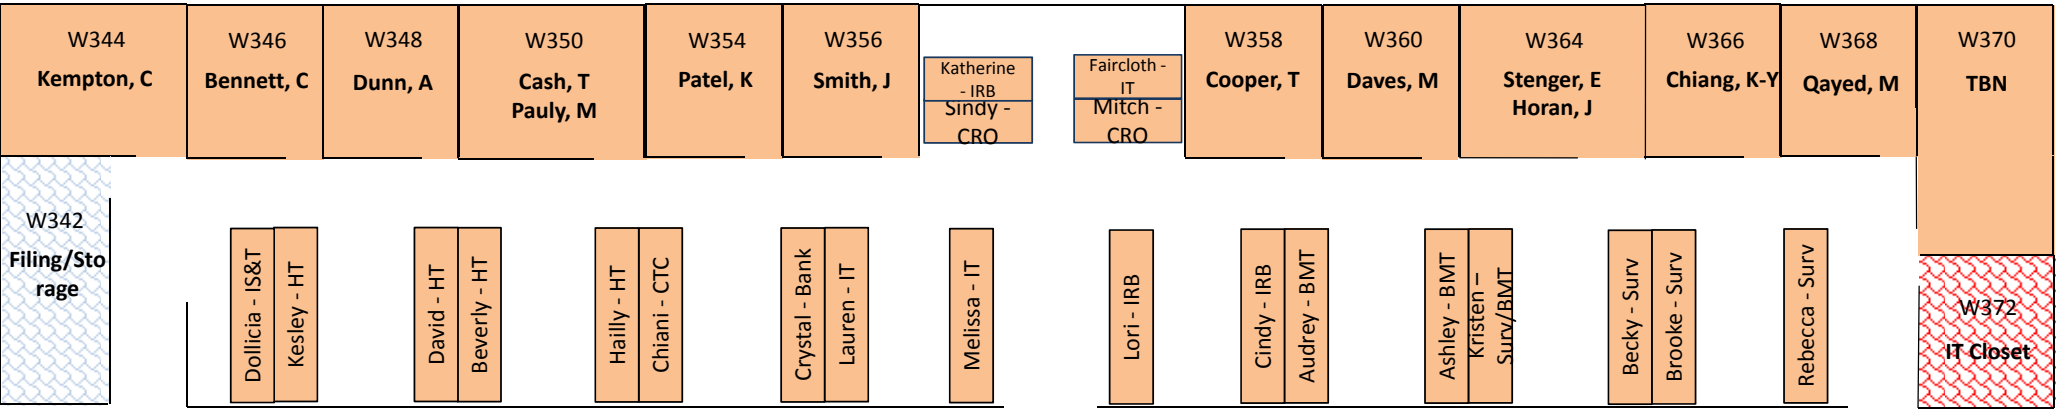 W344
Kempton, C
W346
Bennett, C
W348
Dunn, A
W350
Cash, T
Pauly, M
W354
Patel, K
W356
Smith, J
Katherine
- IRB
Sindy -
CRO
Faircloth -
IT
Mitch -
CRO
W358
Cooper, T
W360
Daves, M
W364
Stenger, E
Horan, J
W366
Chiang, K-Y
W368
Qayed, M
W370
TBN
W342
Filing/Sto
rage
Dollicia - IS&T
Kesley - HT
David - HT
Beverly - HT
Hailly - HT
Chiani - CTC
Crystal - Bank
Lauren - IT
Melissa - IT
Lori - IRB
Cindy - IRB
Audrey - BMT
Ashley - BMT
Kristen –
Surv/BMT
Becky - Surv
Brooke - Surv
Rebecca - Surv
W372
IT Closet